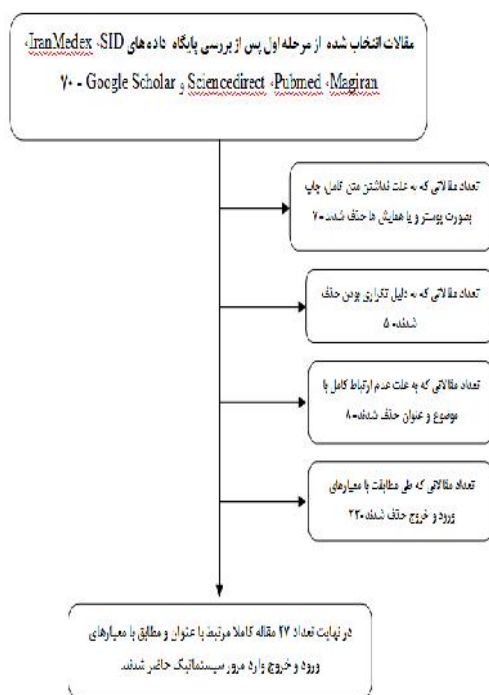 مقالات انتخاب شده از مرحله اول پس از بررسی پایگاه داده های IranMedex ،SID،
Sciencedirect ،Pubmed ،Magiran و Google Scholar - ۷۰
تعداد مقالاتی که به علت نداشتن متن کامل، چاپ
بصورت پوستر و یا همایش ها حذف شدند-۷
تعداد مقالاتی که به دلیل تکراری بودن حذف
شدند- ۵
تعداد مقالاتی که به علت عدم ارتباط کامل با
موضوع و عنوان حذف شدند-۸
تعداد مقالاتی که طی مطابقت با معیارهای
ورود و خروج حذف شدند-۲۳
در نهایت تعداد ۲۷ مقاله کاملا مرتبط با عنوان و مطابق با معیارهای
ورود و خروج وارد مرور سیستماتیک حاضر شدند.